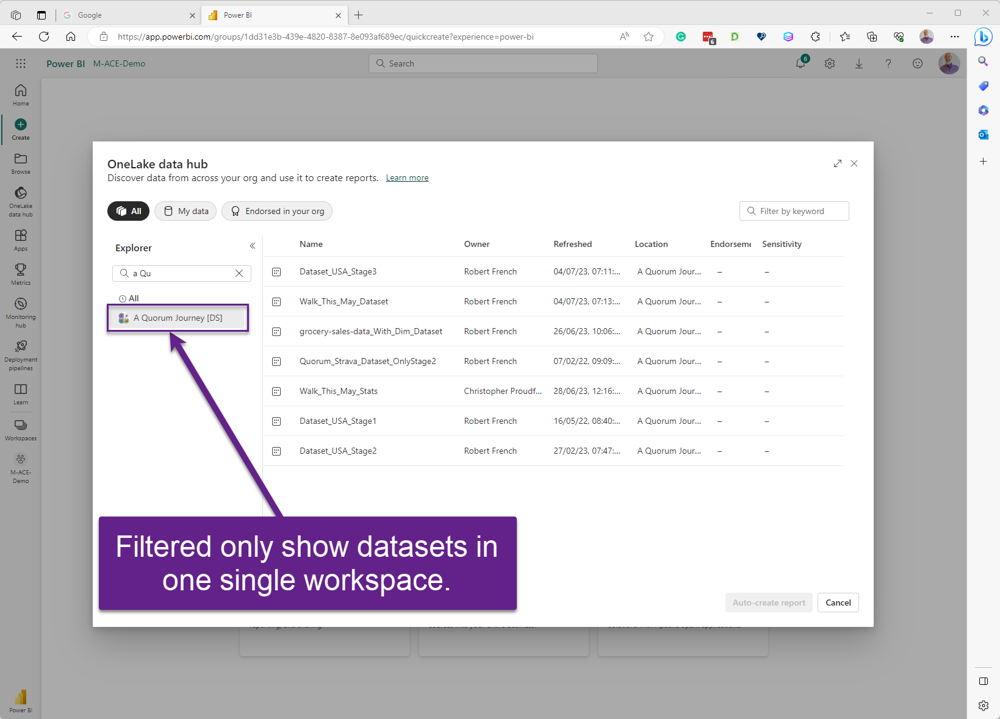 Google
Power BI
https://app.powerbi.com/groups/1dd31e3b-439e-4820-8387-8e093af689ec/quickcreate?experience=power-bi
6
Power BI M-ACE-Demo
Search
6
Home
Create
Browse
OneLake
data hub
Apps
Metrics
Monitoring
hub
Deployment
pipelines
Learn
Workspaces
M-ACE-
Demo
Power BI
OneLake data hub
Discover data from across your org and use it to create reports. Learn more
All
My data
Endorsed in your org
Filter by keyword
Explorer
a Qu
All
A Quorum Journey [DS]
Name Owner Refreshed Location Endorseme Sensitivity
Dataset_USA_Stage3 Robert French 04/07/23, 07:11:... A Quorum Jour... – –
Walk_This_May_Dataset Robert French 04/07/23, 07:13:... A Quorum Jour... – –
grocery-sales-data_With_Dim_Dataset Robert French 26/06/23, 10:06:... A Quorum Jour... – –
Quorum_Strava_Dataset_OnlyStage2 Robert French 07/02/22, 09:09:... A Quorum Jour... – –
Walk_This_May_Stats Christopher Proudf... 28/06/23, 12:16:... A Quorum Jour... – –
Dataset_USA_Stage1 Robert French 16/05/22, 08:40:... A Quorum Jour... – –
Dataset_USA_Stage2 Robert French 27/02/23, 07:47:... A Quorum Jour... – –
Filtered only show datasets in
one single workspace.
Auto-create report
Cancel